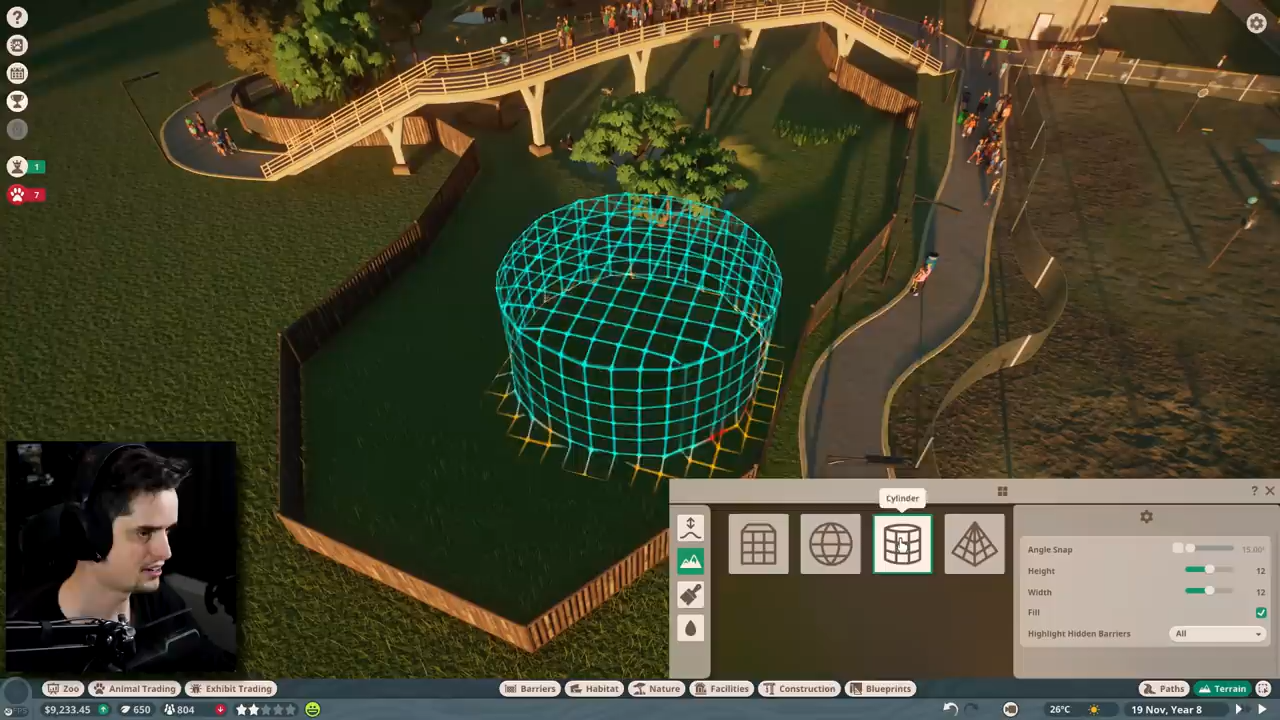 ?
1
7
Cylinder
?
Angle Snap 15.00°
Height 12
Width 12
Fill
Highlight Hidden Barriers All
Zoo Animal Trading Exhibit Trading Barriers Habitat Nature Facilities Construction Blueprints Paths Terrain
FPS $9,233.45 650 804 26°C 19 Nov, Year 8